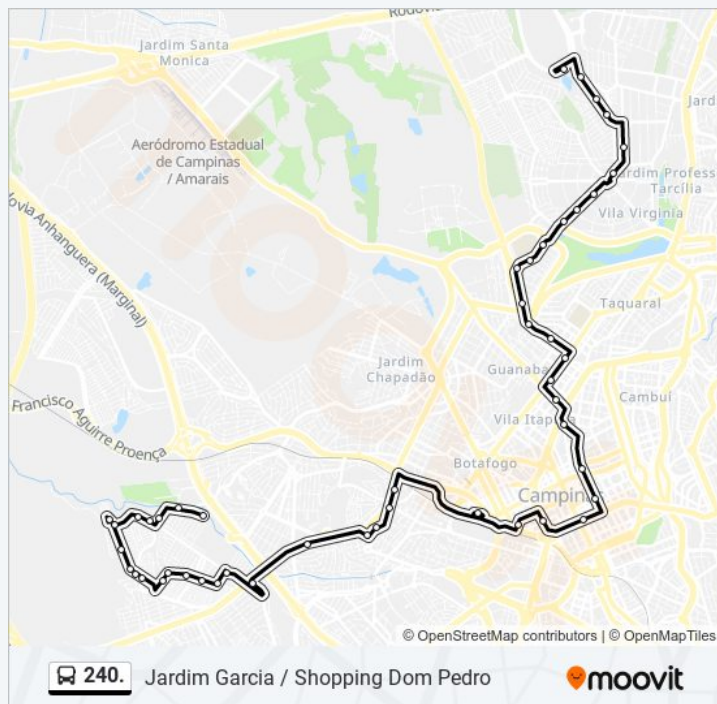 Rodovia
Jardim Santa
Monica
Aeródromo Estadual
de Campinas
/ Amarais
Jardim Profess
Tarcília
Vila Virgínia
ovia Anhanguera (Marginal)
Taquaral
Jardim
Chapadão
Guanaba
Cambuí
Francisco Aguirre Proença
Vila Itap
Botafogo
Campinas
© OpenStreetMap contributors | © OpenMapTiles
240.
Jardim Garcia / Shopping Dom Pedro
moovit